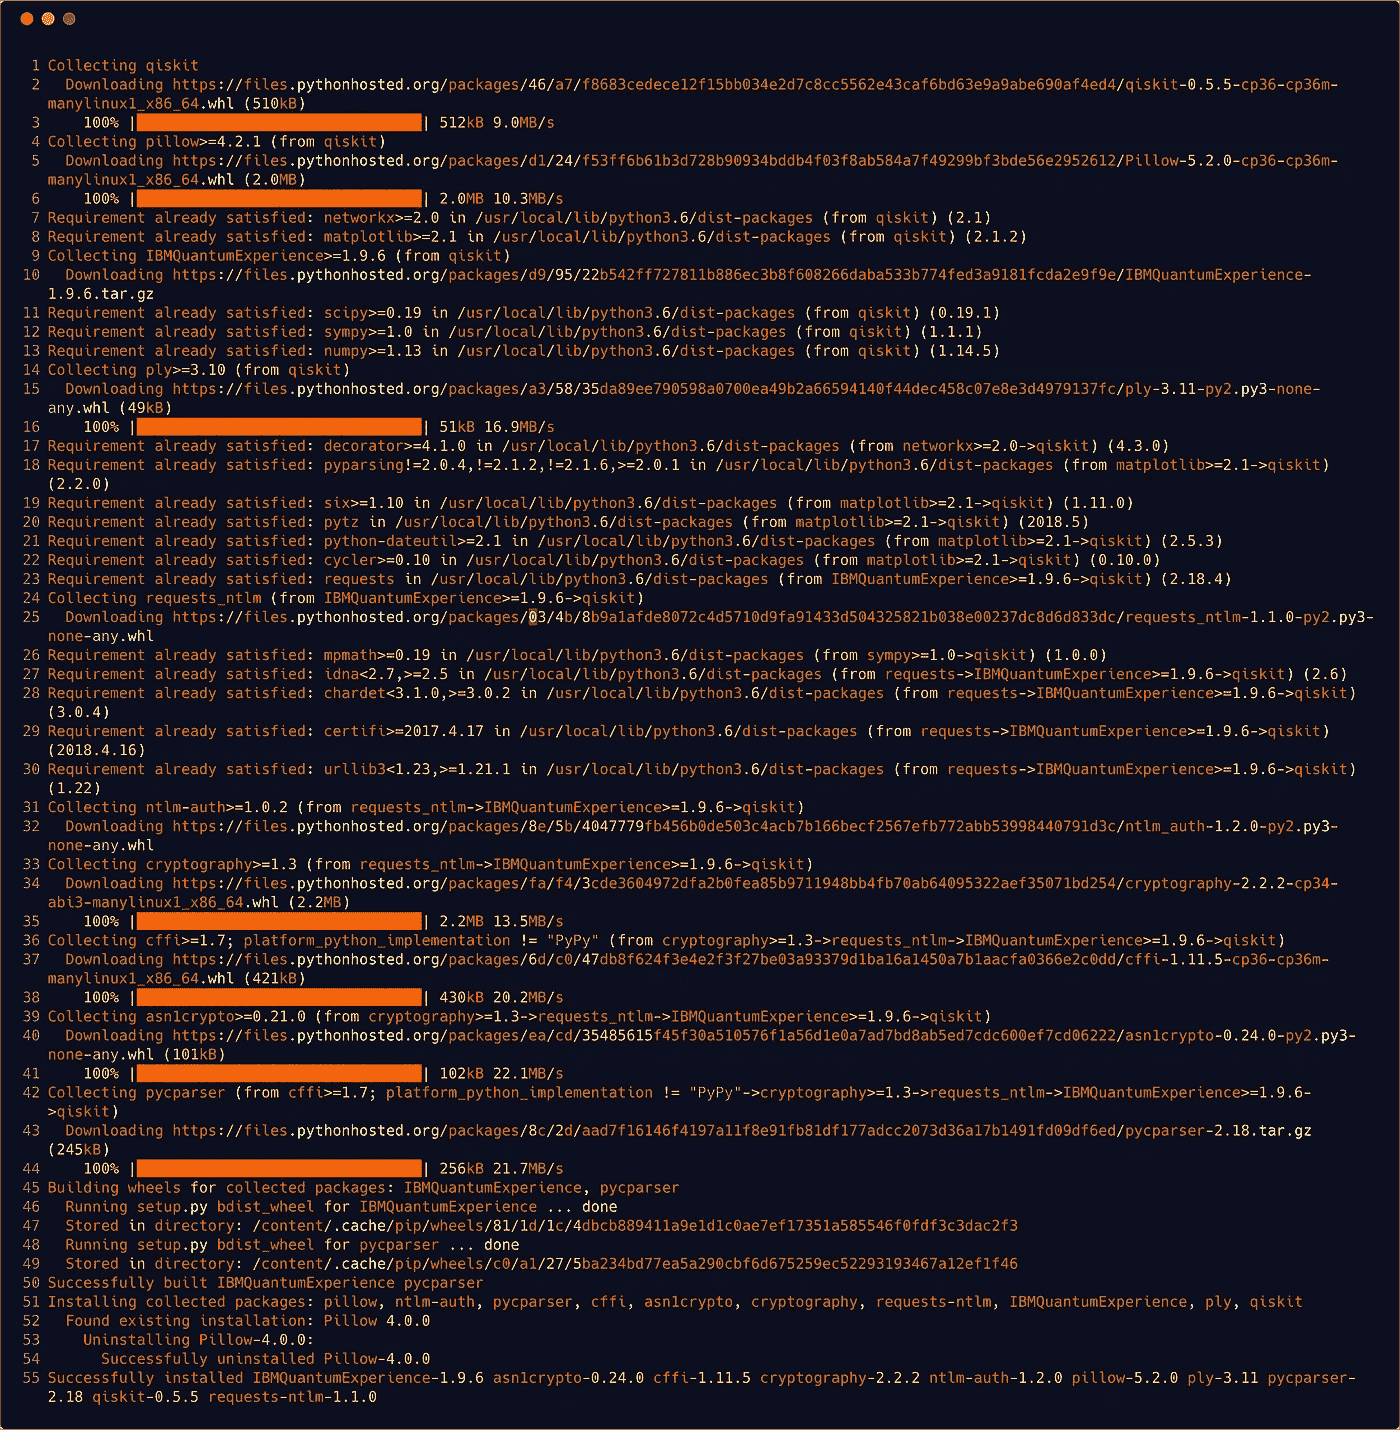 1 Collecting qiskit
2 Downloading https://files.pythonhosted.org/packages/46/a7/f8683cedece12f15bb034e2d7c8cc5562e43caf6bd63e9a9abe690af4ed4/qiskit-0.5.5-cp36-cp36m-
manylinux1_x86_64.whl (510kB)
3 100% || 512kB 9.0MB/s
4 Collecting pillow>=4.2.1 (from qiskit)
5 Downloading https://files.pythonhosted.org/packages/d1/24/f53ff6b61b3d728b90934bddb4f03f8ab584a7f49299bf3bde56e2952612/Pillow-5.2.0-cp36-cp36m-
manylinux1_x86_64.whl (2.0MB)
6 100% || 2.0MB 10.3MB/s
7 Requirement already satisfied: networkx>=2.0 in /usr/local/lib/python3.6/dist-packages (from qiskit) (2.1)
8 Requirement already satisfied: matplotlib>=2.1 in /usr/local/lib/python3.6/dist-packages (from qiskit) (2.1.2)
9 Collecting IBMQuantumExperience>=1.9.6 (from qiskit)
10 Downloading https://files.pythonhosted.org/packages/d9/95/22b542ff727811b886ec3b8f608266daba533b774fed3a9181fcda2e9f9e/IBMQuantumExperience-
1.9.6.tar.gz
11 Requirement already satisfied: scipy>=0.19 in /usr/local/lib/python3.6/dist-packages (from qiskit) (0.19.1)
12 Requirement already satisfied: sympy>=1.0 in /usr/local/lib/python3.6/dist-packages (from qiskit) (1.1.1)
13 Requirement already satisfied: numpy>=1.13 in /usr/local/lib/python3.6/dist-packages (from qiskit) (1.14.5)
14 Collecting ply>=3.10 (from qiskit)
15 Downloading https://files.pythonhosted.org/packages/a3/58/35da89ee790598a0700ea49b2a66594140f44dec458c07e8e3d4979137fc/ply-3.11-py2.py3-none-
any.whl (49kB)
16 100% || 51kB 16.9MB/s
17 Requirement already satisfied: decorator>=4.1.0 in /usr/local/lib/python3.6/dist-packages (from networkx>=2.0->qiskit) (4.3.0)
18 Requirement already satisfied: pyparsing!=2.0.4,!=2.1.2,!=2.1.6,>=2.0.1 in /usr/local/lib/python3.6/dist-packages (from matplotlib>=2.1->qiskit)
(2.2.0)
19 Requirement already satisfied: six>=1.10 in /usr/local/lib/python3.6/dist-packages (from matplotlib>=2.1->qiskit) (1.11.0)
20 Requirement already satisfied: pytz in /usr/local/lib/python3.6/dist-packages (from matplotlib>=2.1->qiskit) (2018.5)
21 Requirement already satisfied: python-dateutil>=2.1 in /usr/local/lib/python3.6/dist-packages (from matplotlib>=2.1->qiskit) (2.5.3)
22 Requirement already satisfied: cycler>=0.10 in /usr/local/lib/python3.6/dist-packages (from matplotlib>=2.1->qiskit) (0.10.0)
23 Requirement already satisfied: requests in /usr/local/lib/python3.6/dist-packages (from IBMQuantumExperience>=1.9.6->qiskit) (2.18.4)
24 Collecting requests_ntlm (from IBMQuantumExperience>=1.9.6->qiskit)
25 Downloading https://files.pythonhosted.org/packages/03/4b/8b9a1afde8072c4d5710d9fa91433d504325821b038e00237dc8d6d833dc/requests_ntlm-1.1.0-py2.py3-
none-any.whl
26 Requirement already satisfied: mpmath>=0.19 in /usr/local/lib/python3.6/dist-packages (from sympy>=1.0->qiskit) (1.0.0)
27 Requirement already satisfied: idna<2.7,>=2.5 in /usr/local/lib/python3.6/dist-packages (from requests->IBMQuantumExperience>=1.9.6->qiskit) (2.6)
28 Requirement already satisfied: chardet<3.1.0,>=3.0.2 in /usr/local/lib/python3.6/dist-packages (from requests->IBMQuantumExperience>=1.9.6->qiskit)
(3.0.4)
29 Requirement already satisfied: certifi>=2017.4.17 in /usr/local/lib/python3.6/dist-packages (from requests->IBMQuantumExperience>=1.9.6->qiskit)
(2018.4.16)
30 Requirement already satisfied: urllib3<1.23,>=1.21.1 in /usr/local/lib/python3.6/dist-packages (from requests->IBMQuantumExperience>=1.9.6->qiskit)
(1.22)
31 Collecting ntlm-auth>=1.0.2 (from requests_ntlm->IBMQuantumExperience>=1.9.6->qiskit)
32 Downloading https://files.pythonhosted.org/packages/8e/5b/4047779fb456b0de503c4acb7b166becf2567efb772abb53998440791d3c/ntlm_auth-1.2.0-py2.py3-
none-any.whl
33 Collecting cryptography>=1.3 (from requests_ntlm->IBMQuantumExperience>=1.9.6->qiskit)
34 Downloading https://files.pythonhosted.org/packages/fa/f4/3cde3604972dfa2b0fea85b9711948bb4fb70ab64095322aef35071bd254/cryptography-2.2.2-cp34-
abi3-manylinux1_x86_64.whl (2.2MB)
35 100% || 2.2MB 13.5MB/s
36 Collecting cffi>=1.7; platform_python_implementation != "PyPy" (from cryptography>=1.3->requests_ntlm->IBMQuantumExperience>=1.9.6->qiskit)
37 Downloading https://files.pythonhosted.org/packages/6d/c0/47db8f624f3e4e2f3f27be03a93379d1ba16a1450a7b1aacfa0366e2c0dd/cffi-1.11.5-cp36-cp36m-
manylinux1_x86_64.whl (421kB)
38 100% || 430kB 20.2MB/s
39 Collecting asn1crypto>=0.21.0 (from cryptography>=1.3->requests_ntlm->IBMQuantumExperience>=1.9.6->qiskit)
40 Downloading https://files.pythonhosted.org/packages/ea/cd/35485615f45f30a510576f1a56d1e0a7ad7bd8ab5ed7cdc600ef7cd06222/asn1crypto-0.24.0-py2.py3-
none-any.whl (101kB)
41 100% || 102kB 22.1MB/s
42 Collecting pycparser (from cffi>=1.7; platform_python_implementation != "PyPy"->cryptography>=1.3->requests_ntlm->IBMQuantumExperience>=1.9.6-
>qiskit)
43 Downloading https://files.pythonhosted.org/packages/8c/2d/aad7f16146f4197a11f8e91fb81df177adcc2073d36a17b1491fd09df6ed/pycparser-2.18.tar.gz
(245kB)
44 100% || 256kB 21.7MB/s
45 Building wheels for collected packages: IBMQuantumExperience, pycparser
46 Running setup.py bdist_wheel for IBMQuantumExperience ... done
47 Stored in directory: /content/.cache/pip/wheels/81/1d/1c/4dbcb889411a9e1d1c0ae7ef17351a585546f0fdf3c3dac2f3
48 Running setup.py bdist_wheel for pycparser ... done
49 Stored in directory: /content/.cache/pip/wheels/c0/a1/27/5ba234bd77ea5a290cbf6d675259ec52293193467a12ef1f46
50 Successfully built IBMQuantumExperience pycparser
51 Installing collected packages: pillow, ntlm-auth, pycparser, cffi, asn1crypto, cryptography, requests-ntlm, IBMQuantumExperience, ply, qiskit
52 Found existing installation: Pillow 4.0.0
53 Uninstalling Pillow-4.0.0:
54 Successfully uninstalled Pillow-4.0.0
55 Successfully installed IBMQuantumExperience-1.9.6 asn1crypto-0.24.0 cffi-1.11.5 cryptography-2.2.2 ntlm-auth-1.2.0 pillow-5.2.0 ply-3.11 pycparser-
2.18 qiskit-0.5.5 requests-ntlm-1.1.0